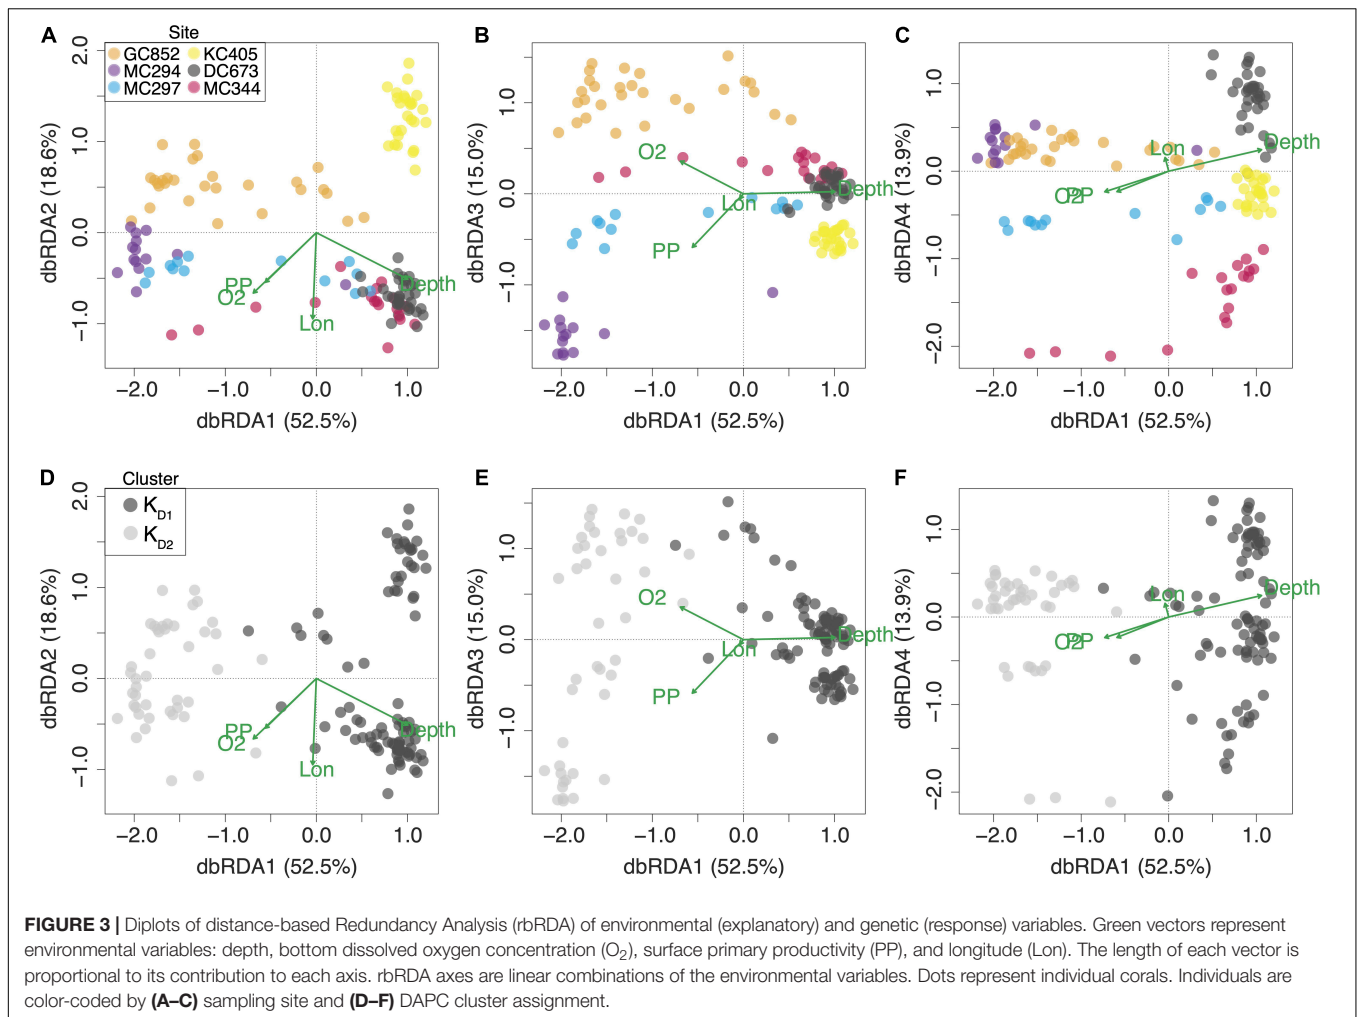 A
Site
GC852 KC405
MC294 DC673
MC297 MC344
2.0
1.0
0.0
−1.0
dbRDA2 (18.6%)
PP
O2
Lon
Depth
−2.0 −1.0 0.0 1.0
dbRDA1 (52.5%)
B
1.0
0.0
−1.0
dbRDA3 (15.0%)
O2
Lon
PP
Depth
−2.0 −1.0 0.0 1.0
dbRDA1 (52.5%)
C
1.0
0.0
−1.0
−2.0
dbRDA4 (13.9%)
Lon
Depth
O2
PP
−2.0 −1.0 0.0 1.0
dbRDA1 (52.5%)
D
Cluster
KD1
KD2
2.0
1.0
0.0
−1.0
dbRDA2 (18.6%)
PP
O2
Lon
Depth
−2.0 −1.0 0.0 1.0
dbRDA1 (52.5%)
E
1.0
0.0
−1.0
dbRDA3 (15.0%)
O2
Lon
PP
Depth
−2.0 −1.0 0.0 1.0
dbRDA1 (52.5%)
F
1.0
0.0
−1.0
−2.0
dbRDA4 (13.9%)
Lon
Depth
O2
PP
−2.0 −1.0 0.0 1.0
dbRDA1 (52.5%)
FIGURE 3 | Diplots of distance-based Redundancy Analysis (rbRDA) of environmental (explanatory) and genetic (response) variables. Green vectors represent
environmental variables: depth, bottom dissolved oxygen concentration (O2), surface primary productivity (PP), and longitude (Lon). The length of each vector is
proportional to its contribution to each axis. rbRDA axes are linear combinations of the environmental variables. Dots represent individual corals. Individuals are
color-coded by (A–C) sampling site and (D–F) DAPC cluster assignment.